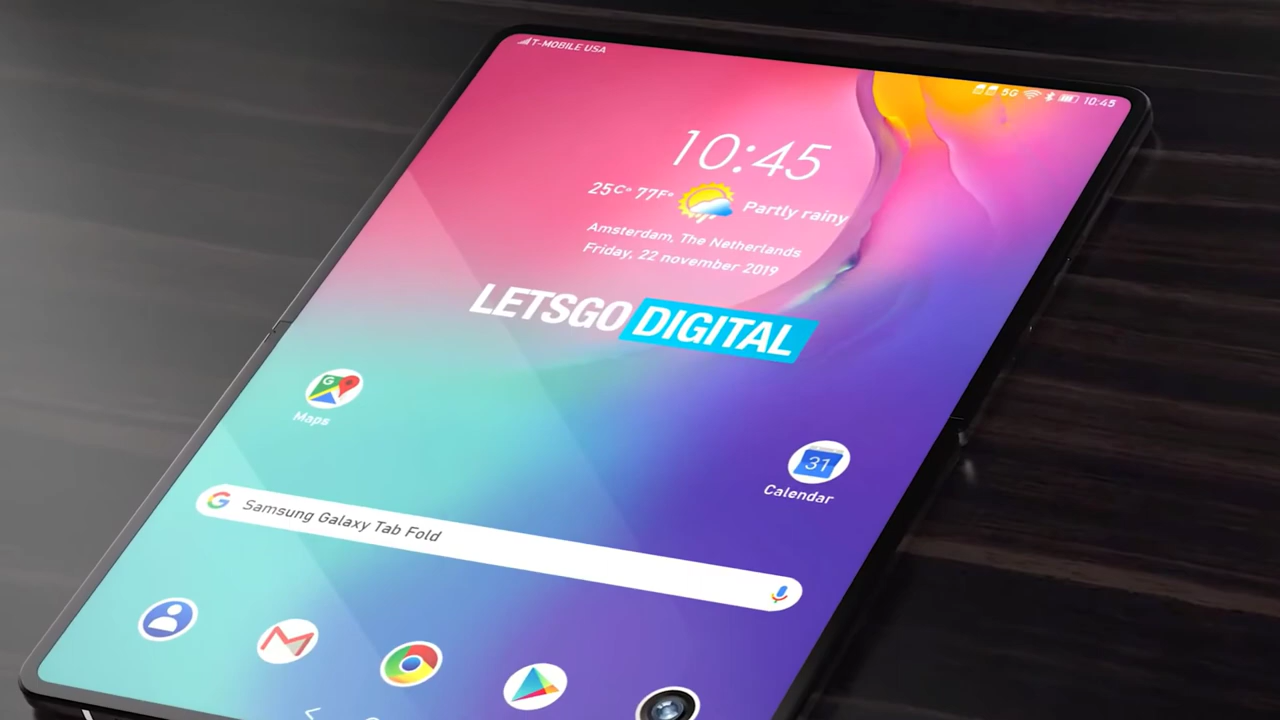 T-MOBILE USA
5G 10:45
10:45
25C° 77F° Partly rainy
Amsterdam, The Netherlands
Friday, 22 november 2019
LETSGO DIGITAL
Maps
31
Calendar
G Samsung Galaxy Tab Fold